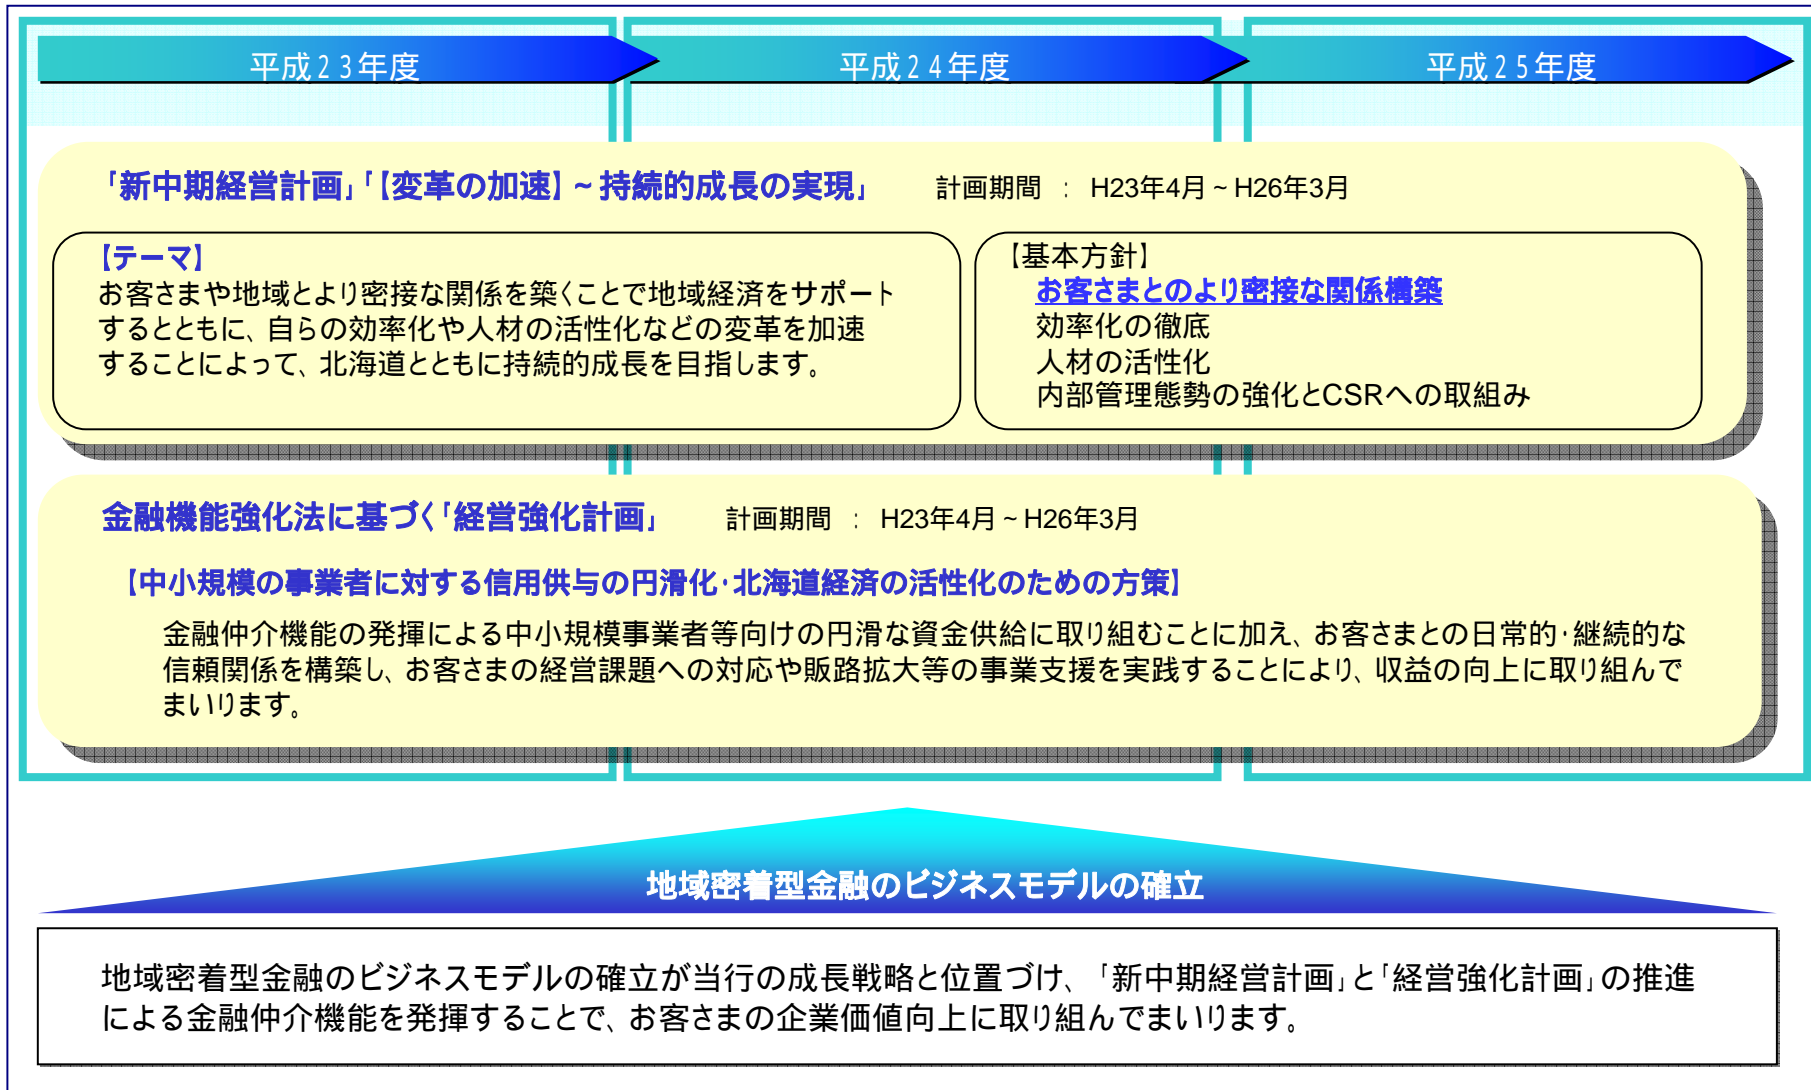 平成23年度
平成24年度
平成25年度
「新中期経営計画」「【変革の加速】~持続的成長の実現」 計画期間 : H23年4月~H26年3月
【テーマ】
お客さまや地域とより密接な関係を築くことで地域経済をサポート
するとともに、自らの効率化や人材の活性化などの変革を加速
することによって、北海道とともに持続的成長を目指します。
【基本方針】
お客さまとのより密接な関係構築
効率化の徹底
人材の活性化
内部管理態勢の強化とCSRへの取組み
金融機能強化法に基づく「経営強化計画」 計画期間 : H23年4月~H26年3月
【中小規模の事業者に対する信用供与の円滑化・北海道経済の活性化のための方策】
金融仲介機能の発揮による中小規模事業者等向けの円滑な資金供給に取り組むことに加え、お客さまとの日常的・継続的な
信頼関係を構築し、お客さまの経営課題への対応や販路拡大等の事業支援を実践することにより、収益の向上に取り組んで
まいります。
地域密着型金融のビジネスモデルの確立
地域密着型金融のビジネスモデルの確立が当行の成長戦略と位置づけ、「新中期経営計画」と「経営強化計画」の推進
による金融仲介機能を発揮することで、お客さまの企業価値向上に取り組んでまいります。